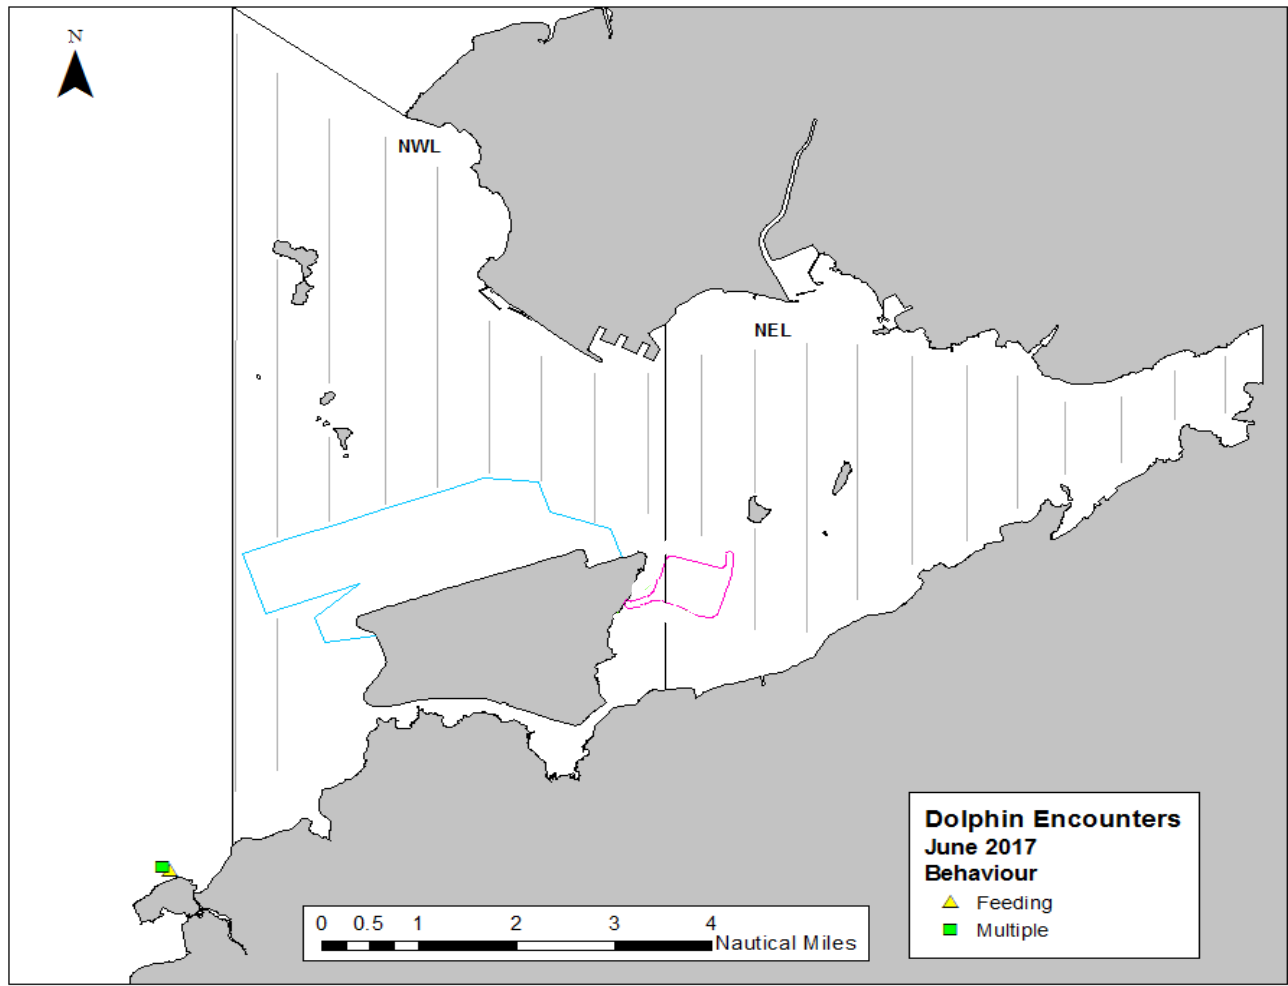 N
NWL
NEL
Dolphin Encounters
June 2017
Behaviour
Feeding
Multiple
0 0.5 1 2 3 4
Nautical Miles